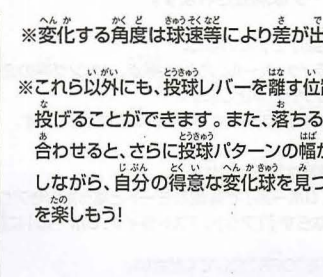 ※変化する角度は球速等により差が出
※これら以外にも、投球レバーを離す位
投げることができます。また、落ちる
合わせると、さらに投球パターンの幅
しながら、自分の得意な変化球を見つ
を楽しもう!